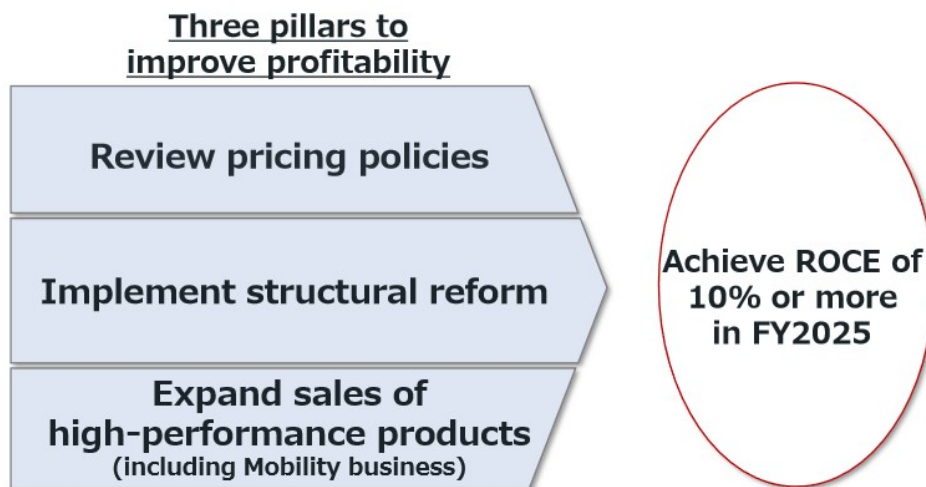 Three pillars to
improve profitability
Review pricing policies
Implement structural reform
Expand sales of
high-performance products
(including Mobility business)
Achieve ROCE of
10% or more
in FY2025